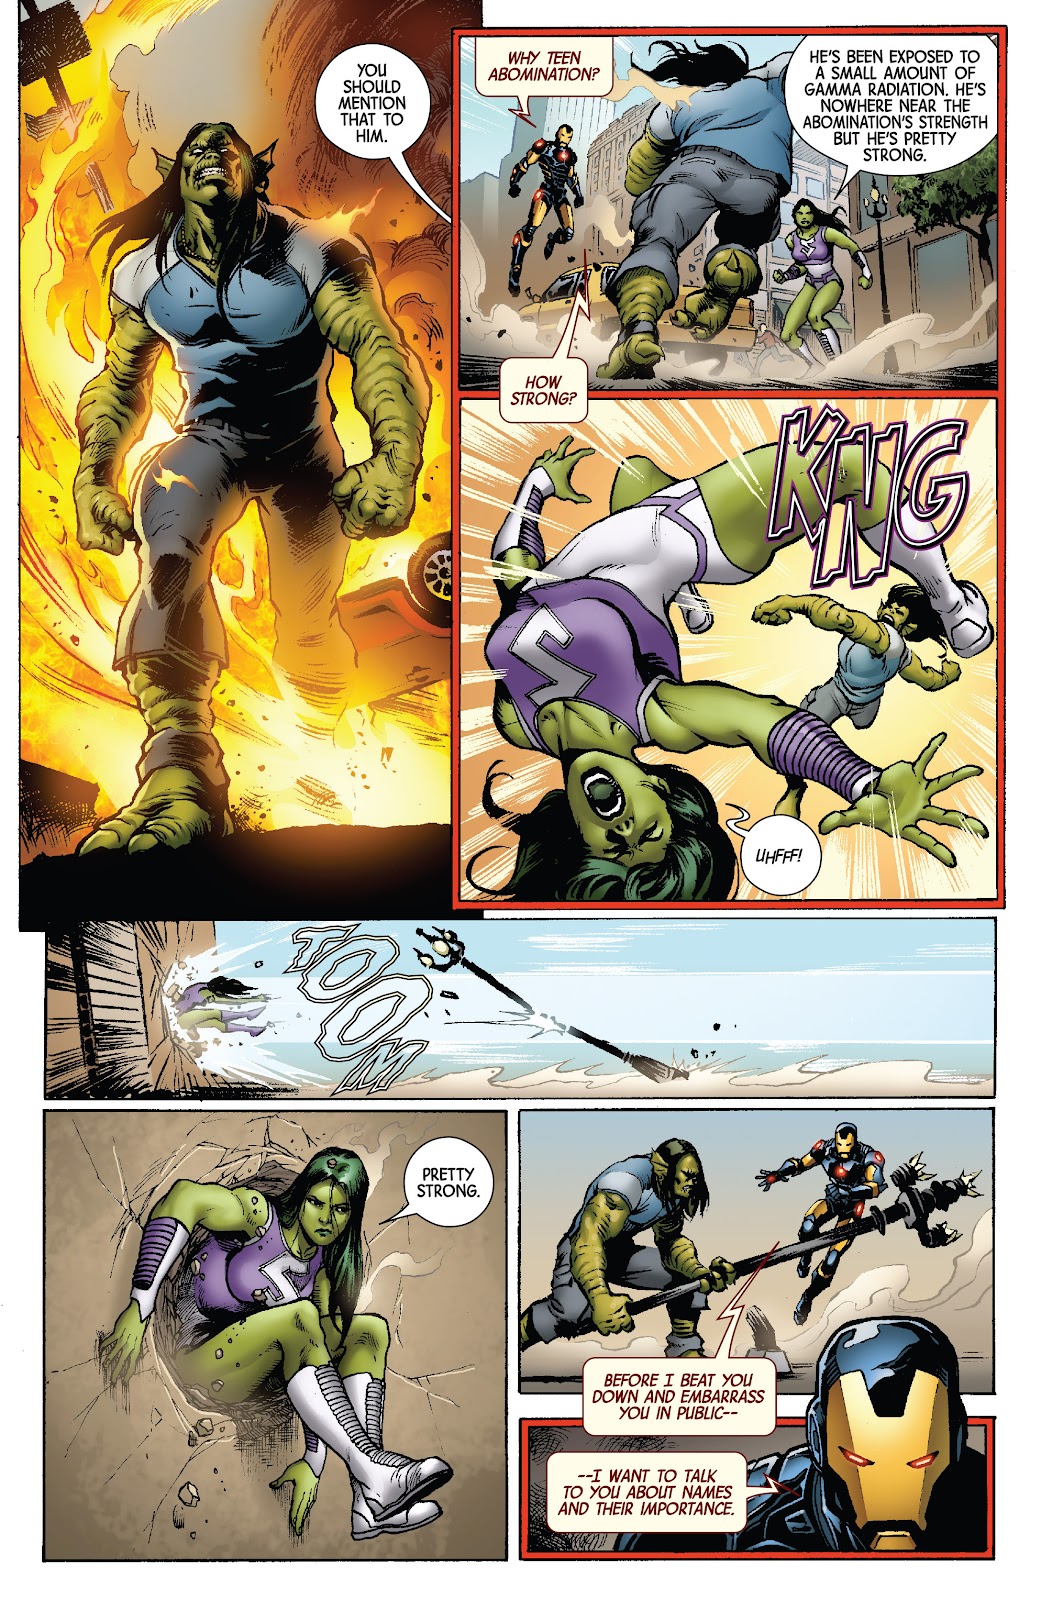 YOU
SHOULD
MENTION
THAT TO
HIM.
WHY TEEN
ABOMINATION?
HE'S BEEN EXPOSED TO
A SMALL AMOUNT OF
GAMMA RADIATION. HE'S
NOWHERE NEAR THE
ABOMINATION'S STRENGTH
BUT HE'S PRETTY
STRONG.
HOW
STRONG?
KNNG
UHFFF!
TOOOM
PRETTY
STRONG.
BEFORE I BEAT YOU
DOWN AND EMBARRASS
YOU IN PUBLIC--
--I WANT TO TALK
TO YOU ABOUT NAMES
AND THEIR IMPORTANCE.